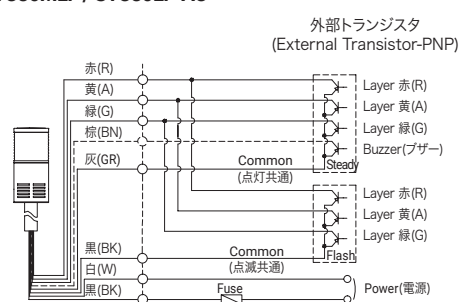 外部トランジスタ
(External Transistor-PNP)
赤(R)
黄(A)
緑(G)
棕(BN)
灰(GR)
Common
(点灯共通)
Steady
Layer 赤(R)
Layer 黄(A)
Layer 緑(G)
Buzzer(ブザー)
Layer 赤(R)
Layer 黄(A)
Layer 緑(G)
Flash
黒(BK)
Common
(点滅共通)
白(W)
黒(BK)
Fuse
Power(電源)